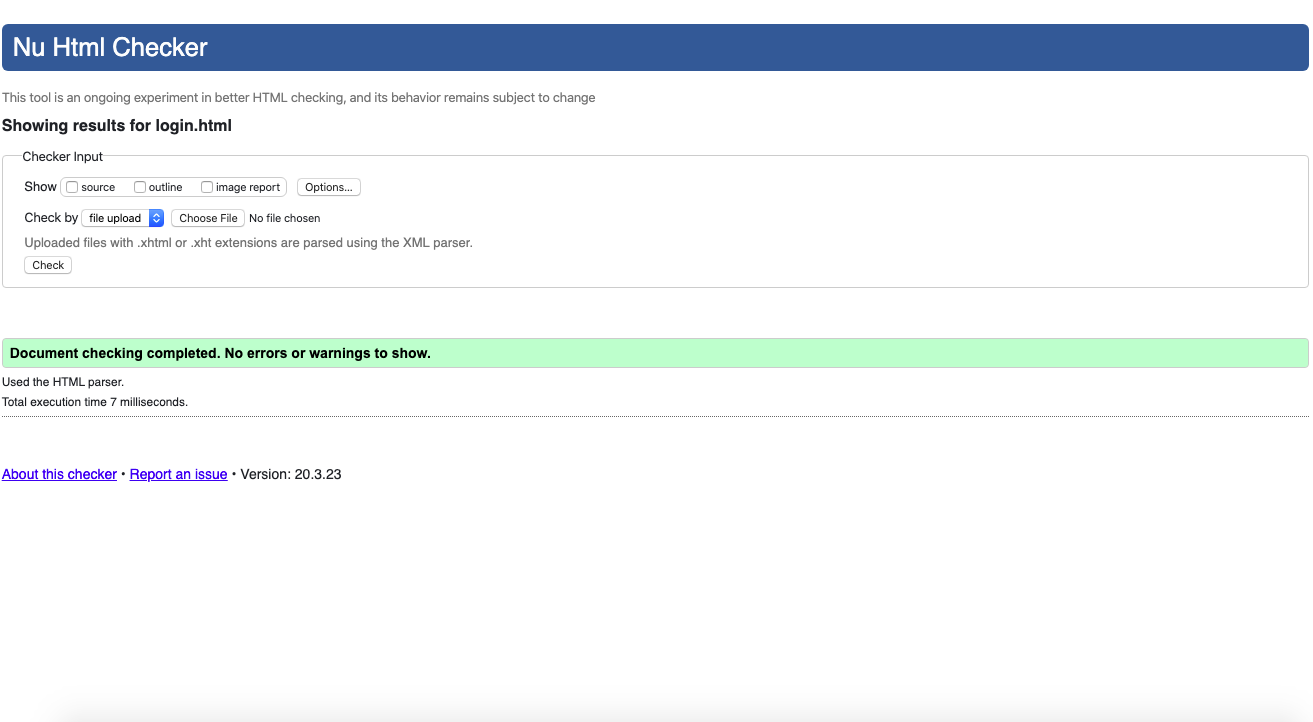 Nu Html Checker
This tool is an ongoing experiment in better HTML checking, and its behavior remains subject to change
Showing results for login.html
Checker Input
Show source outline image report Options...
Check by file upload Choose File No file chosen
Uploaded files with .xhtml or .xht extensions are parsed using the XML parser.
Check
Document checking completed. No errors or warnings to show.
Used the HTML parser.
Total execution time 7 milliseconds.
About this checker • Report an issue • Version: 20.3.23